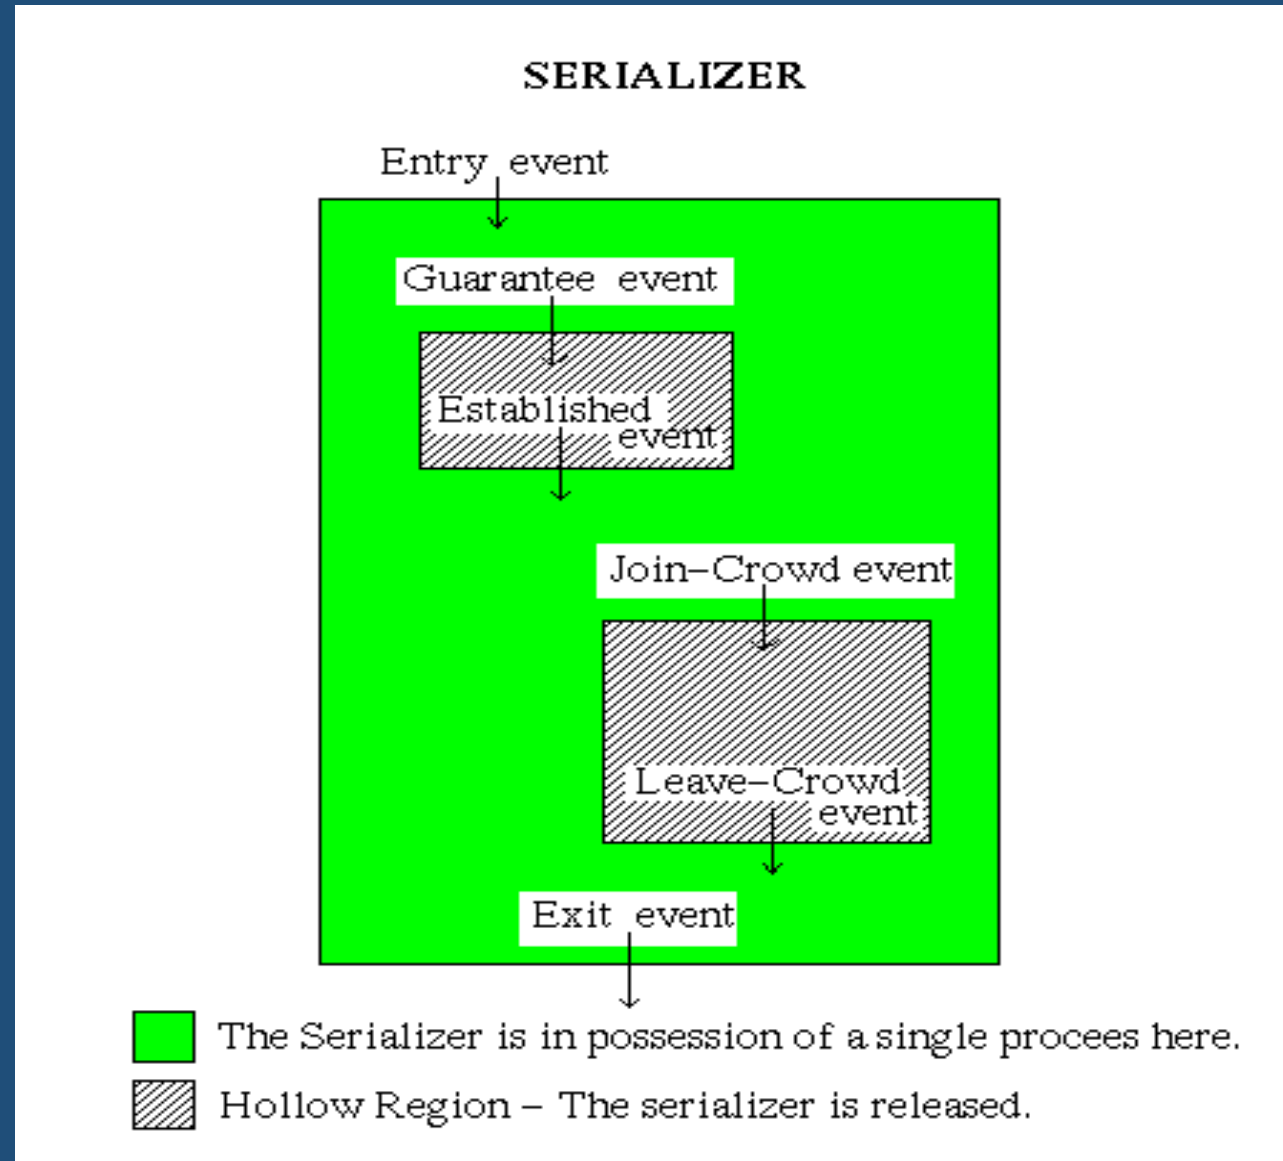 SERIALIZER
Entry event
Guarantee event
Established
event
Join-Crowd event
Leave-Crowd
event
Exit event
The Serializer is in possession of a single procees here.
Hollow Region - The serializer is released.